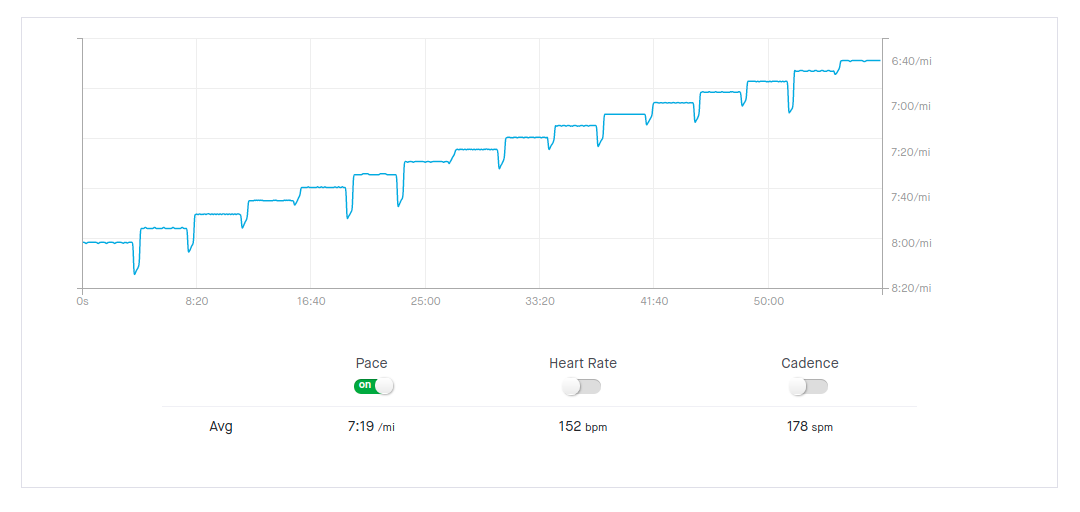 6:40/mi
7:00/mi
7:20/mi
7:40/mi
8:00/mi
8:20/mi
0s 8:20 16:40 25:00 33:20 41:40 50:00
Pace Heart Rate Cadence
on
Avg 7:19 /mi 152 bpm 178 spm